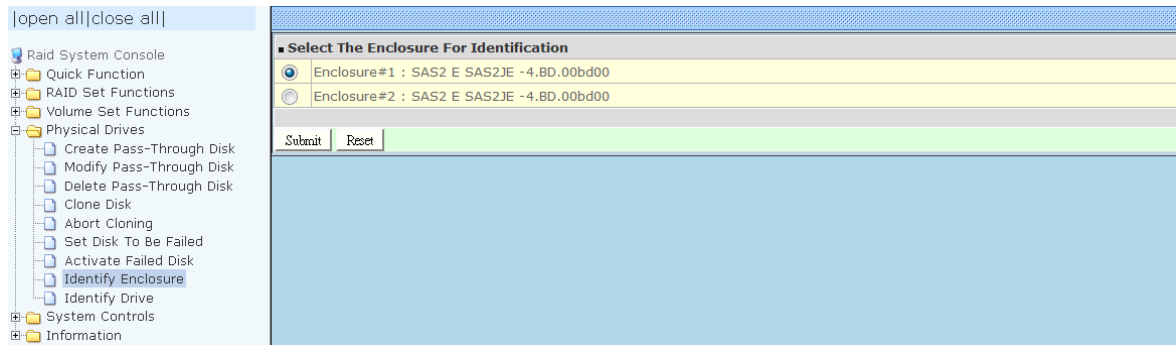 |open all|close all|
Raid System Console
Quick Function
RAID Set Functions
Volume Set Functions
Physical Drives
Create Pass-Through Disk
Modify Pass-Through Disk
Delete Pass-Through Disk
Clone Disk
Abort Cloning
Set Disk To Be Failed
Activate Failed Disk
Identify Enclosure
Identify Drive
System Controls
Information
Select The Enclosure For Identification
Enclosure#1 : SAS2 E SAS2JE -4.BD.00bd00
Enclosure#2 : SAS2 E SAS2JE -4.BD.00bd00
Submit Reset